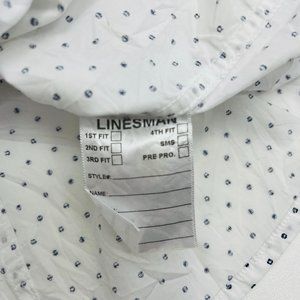 LINESMAN
1ST FIT 4TH FIT
2ND FIT SMS
3RD FIT PRE PRO.
STYLE#:
NAME: